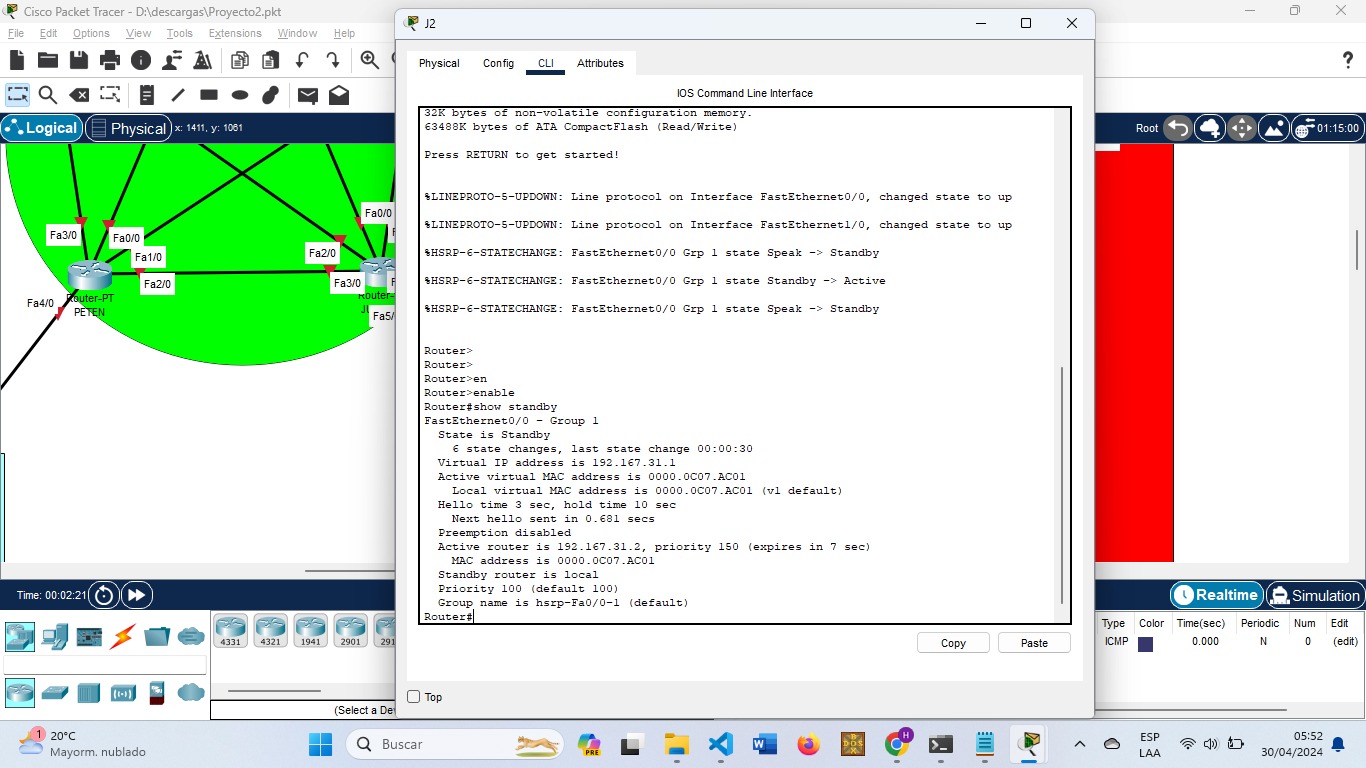 Cisco Packet Tracer - D:\descargas\Proyecto2.pkt
File Edit Options View Tools Extensions Window Help
Logical Physical x: 1411, y: 1061
Root 01:15:00
Fa3/0
Fa0/0
Fa1/0
Fa2/0
Fa4/0
Router-PT
PETEN
Fa0/0
Fa2/0
Fa3/0
Router-
Fa5/
J2
Physical Config CLI Attributes
IOS Command Line Interface
32K bytes of non-volatile configuration memory.
63488K bytes of ATA CompactFlash (Read/Write)
Press RETURN to get started!
%LINEPROTO-5-UPDOWN: Line protocol on Interface FastEthernet0/0, changed state to up
%LINEPROTO-5-UPDOWN: Line protocol on Interface FastEthernet1/0, changed state to up
%HSRP-6-STATECHANGE: FastEthernet0/0 Grp 1 state Speak -> Standby
%HSRP-6-STATECHANGE: FastEthernet0/0 Grp 1 state Standby -> Active
%HSRP-6-STATECHANGE: FastEthernet0/0 Grp 1 state Speak -> Standby
Router>
Router>
Router>en
Router>enable
Router#show standby
FastEthernet0/0 - Group 1
State is Standby
6 state changes, last state change 00:00:30
Virtual IP address is 192.167.31.1
Active virtual MAC address is 0000.0C07.AC01
Local virtual MAC address is 0000.0C07.AC01 (v1 default)
Hello time 3 sec, hold time 10 sec
Next hello sent in 0.681 secs
Preemption disabled
Active router is 192.167.31.2, priority 150 (expires in 7 sec)
MAC address is 0000.0C07.AC01
Standby router is local
Priority 100 (default 100)
Group name is hsrp-Fa0/0-1 (default)
Router#
Copy Paste
Top
Time: 00:02:21
Realtime Simulation
4331 4321 1941 2901 291
(Select a De
Type Color Time(sec) Periodic Num Edit
ICMP 0.000 N 0 (edit)
1
20°C
Mayorm. nublado
Buscar
PRE
DOS
H
ESP
LAA
05:52
30/04/2024